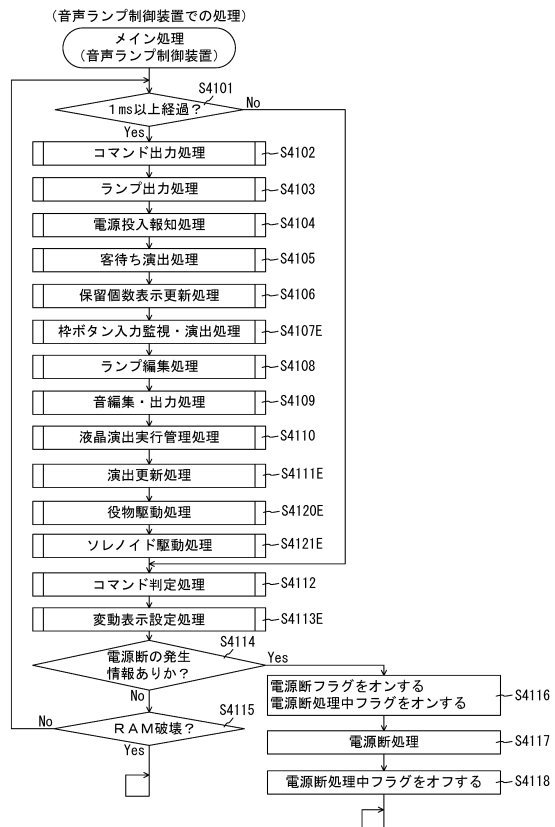 (音声ランプ制御装置での処理)
メイン処理
(音声ランプ制御装置)
S4101
1ms以上経過?
No
Yes
コマンド出力処理 S4102
ランプ出力処理 S4103
電源投入報知処理 S4104
客待ち演出処理 S4105
保留個数表示更新処理 S4106
枠ボタン入力監視・演出処理 S4107E
ランプ編集処理 S4108
音編集・出力処理 S4109
液晶演出実行管理処理 S4110
演出更新処理 S4111E
役物駆動処理 S4120E
ソレノイド駆動処理 S4121E
コマンド判定処理 S4112
変動表示設定処理 S4113E
S4114
電源断の発生
情報ありか?
Yes
No
電源断フラグをオンする
電源断処理中フラグをオンする
S4116
S4115
RAM破壊?
No
Yes
電源断処理 S4117
電源断処理中フラグをオフする S4118